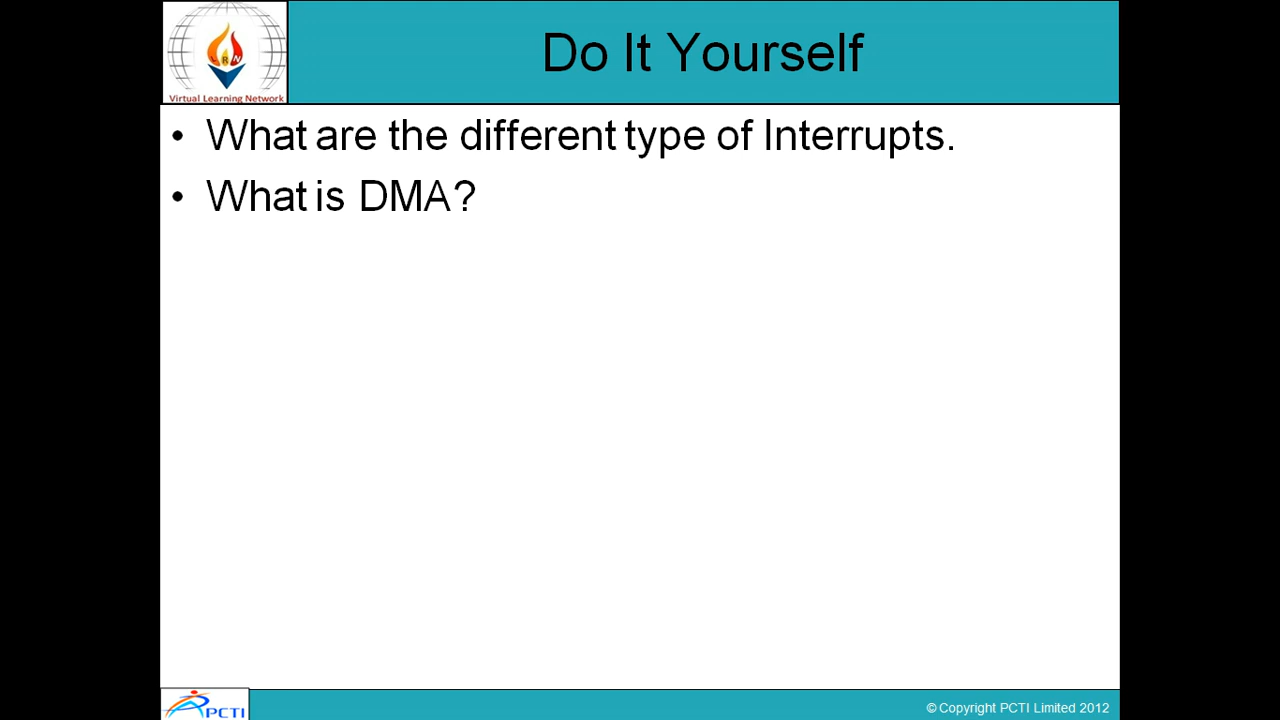 Do It Yourself
Virtual Learning Network
• What are the different type of Interrupts.
• What is DMA?
PCTI
© Copyright PCTI Limited 2012